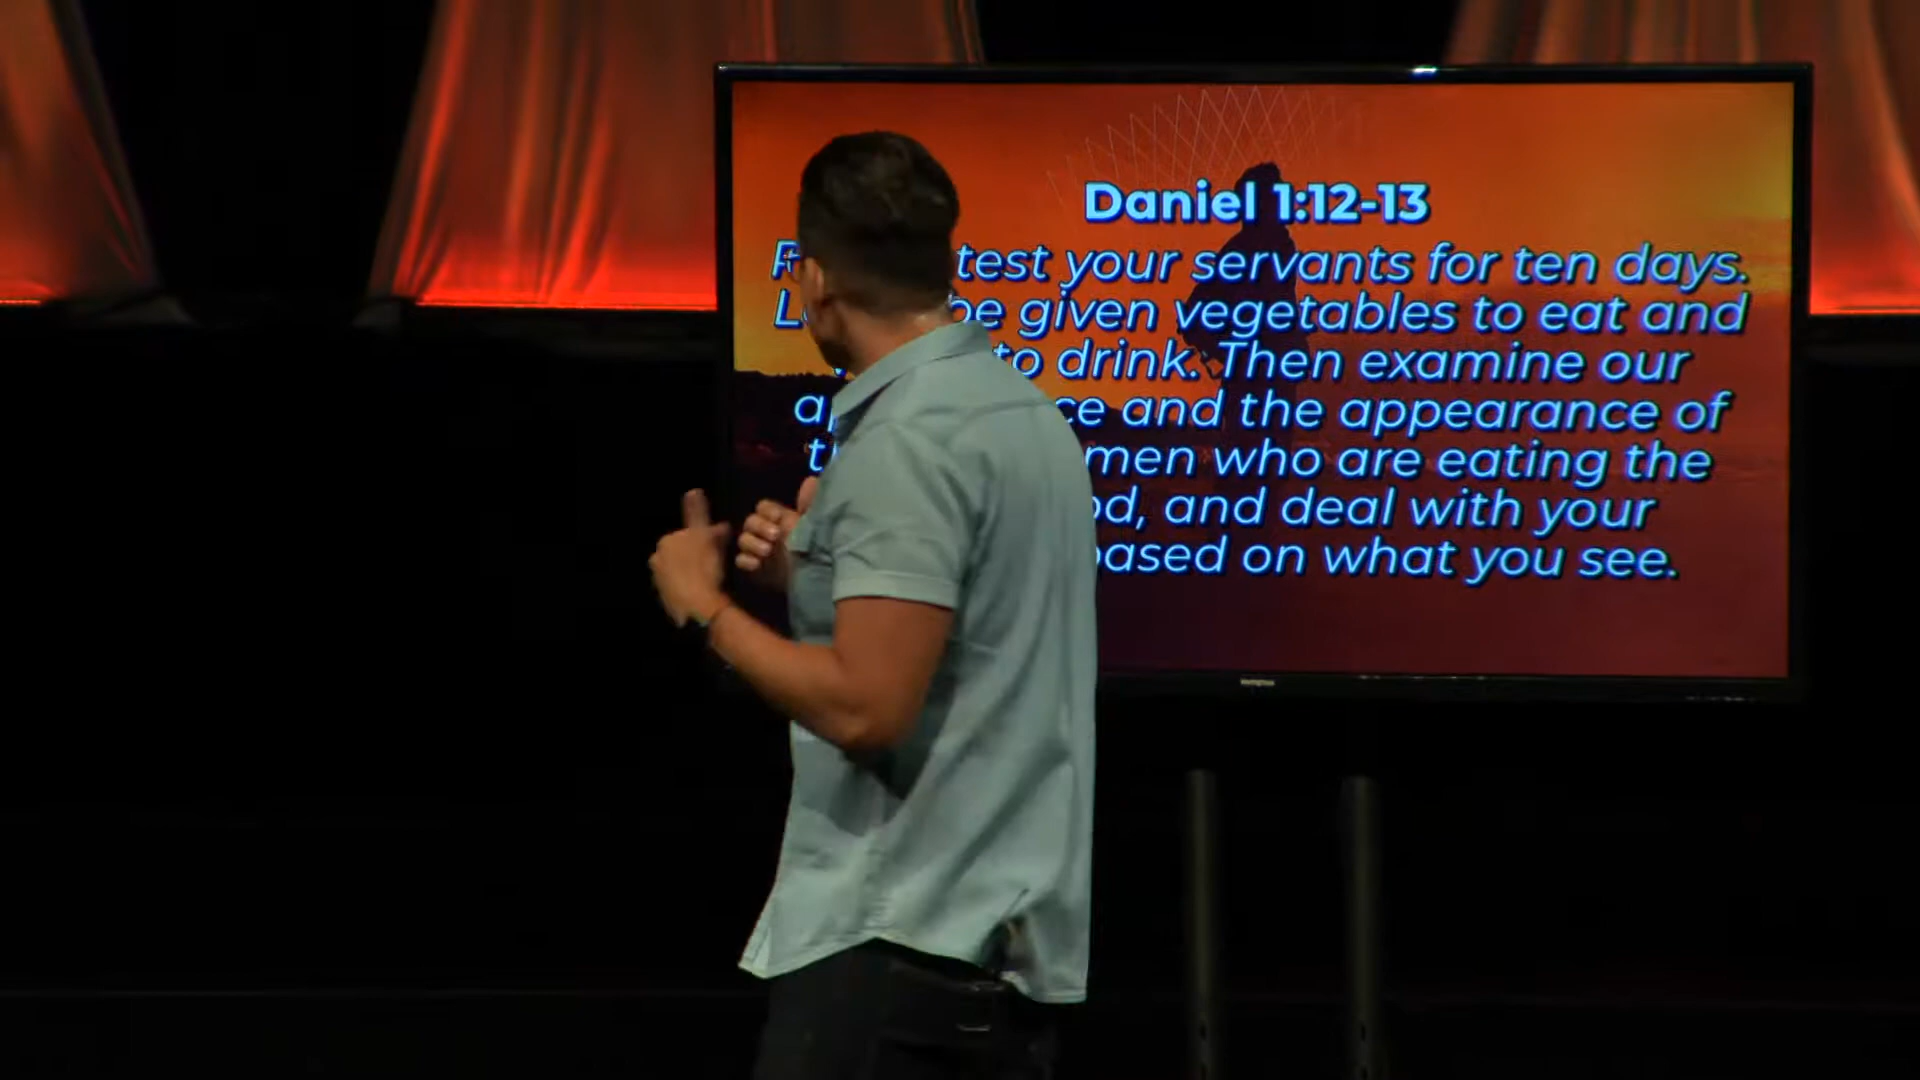 Daniel 1:12-13
test your servants for ten days.
be given vegetables to eat and
to drink. Then examine our
and the appearance of
men who are eating the
and deal with your
based on what you see.